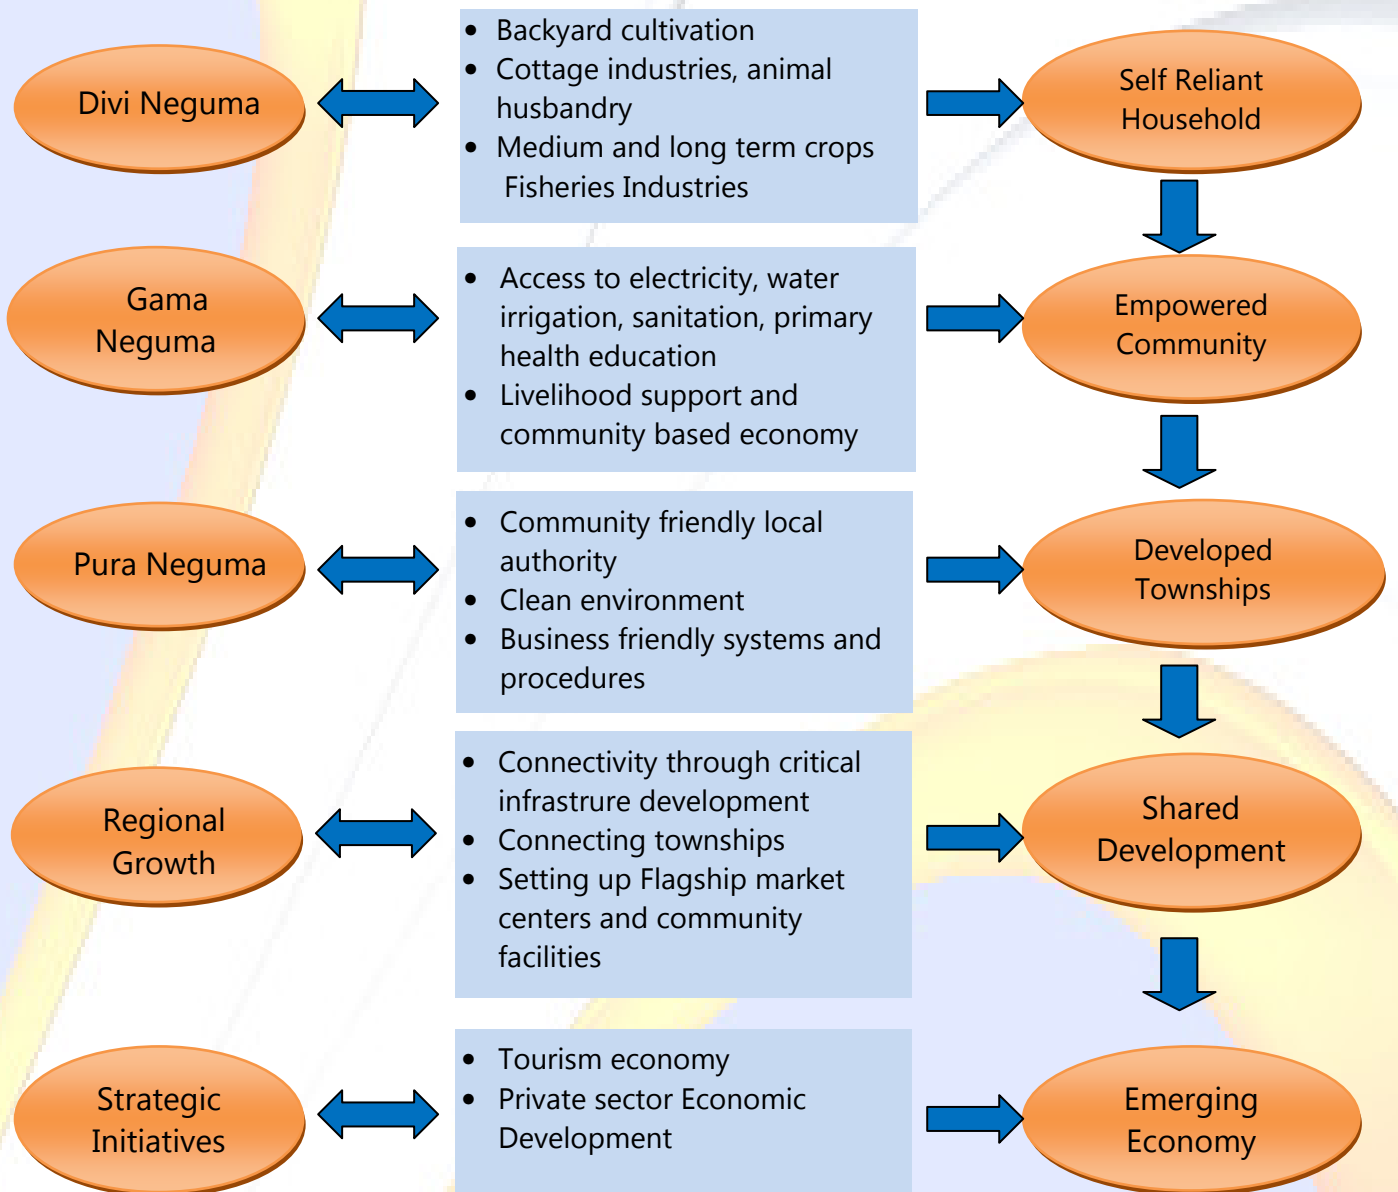 Divi Neguma
• Backyard cultivation
• Cottage industries, animal
husbandry
• Medium and long term crops
Fisheries Industries
Self Reliant
Household
Gama
Neguma
• Access to electricity, water
irrigation, sanitation, primary
health education
• Livelihood support and
community based economy
Empowered
Community
Pura Neguma
• Community friendly local
authority
• Clean environment
• Business friendly systems and
procedures
Developed
Townships
Regional
Growth
• Connectivity through critical
infrastrure development
• Connecting townships
• Setting up Flagship market
centers and community
facilities
Shared
Development
Strategic
Initiatives
• Tourism economy
• Private sector Economic
Development
Emerging
Economy